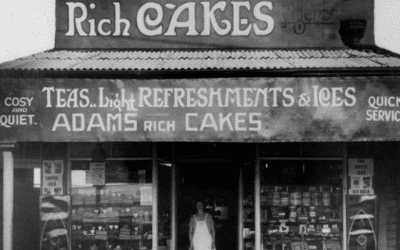 Rich CAKES
TEAS.. Light REFRESHMENTS & ICES
COSY AND QUIET.
QUICK SERVICE
ADAMS RICH CAKES